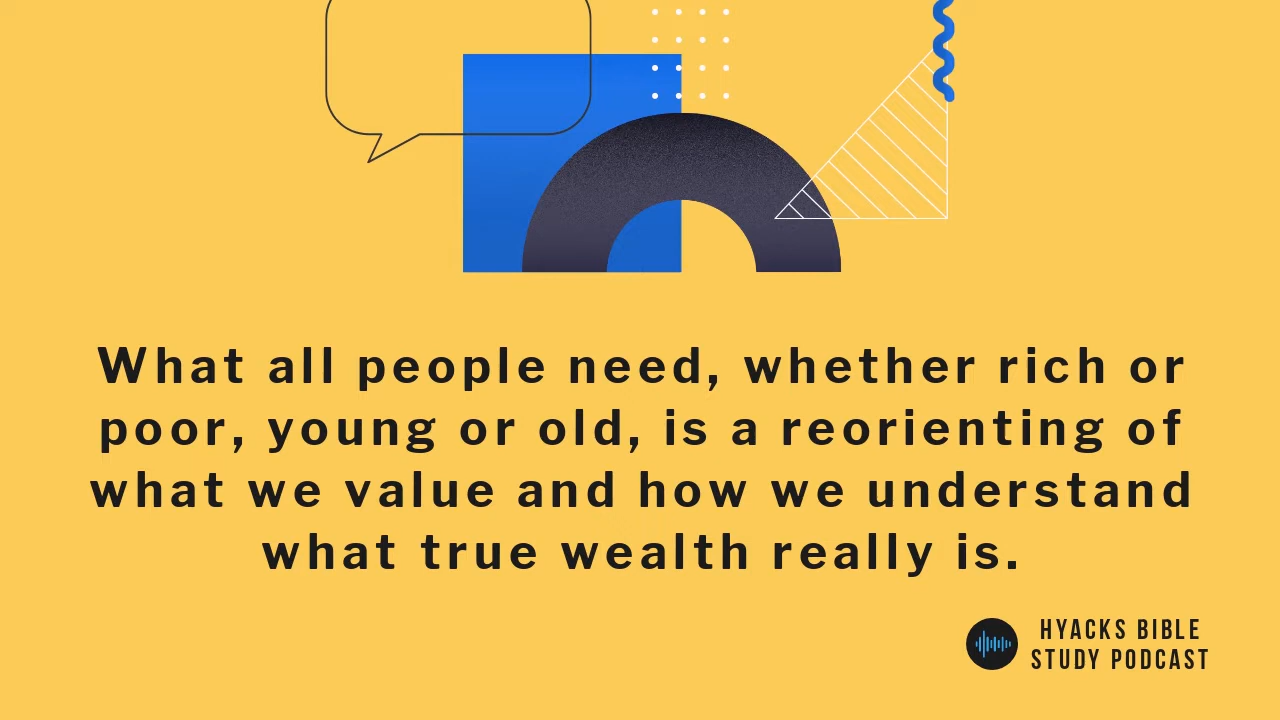 What all people need, whether rich or
poor, young or old, is a reorienting of
what we value and how we understand
what true wealth really is.
HYACKS BIBLE
STUDY PODCAST